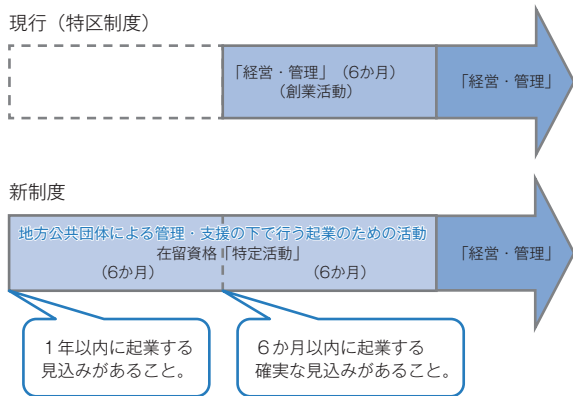 現行（特区制度）
「経営・管理」（6か月）
（創業活動）
「経営・管理」
新制度
地方公共団体による管理・支援の下で行う起業のための活動
在留資格「特定活動」
（6か月）
（6か月）
「経営・管理」
１年以内に起業する
見込みがあること。
６か月以内に起業する
確実な見込みがあること。